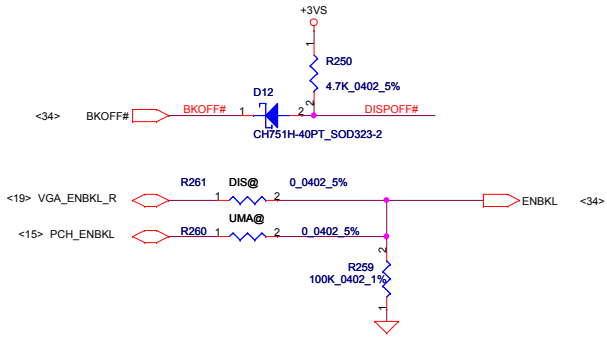 +3VS
1
R250
4.7K_0402_5%
2
D12
<34> BKOFF# BKOFF# 1 2 DISPOFF#
CH751H-40PT_SOD323-2
R261 DIS@ 0_0402_5%
<19> VGA_ENBKL_R 1 2 ENBKL <34>
UMA@
<15> PCH_ENBKL R260 1 2 0_0402_5%
2
R259
100K_0402_1%
1